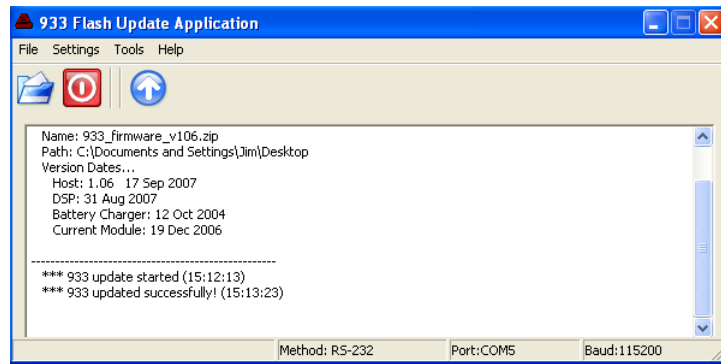 933 Flash Update Application
File Settings Tools Help
Name: 933_firmware_v106.zip
Path: C:\Documents and Settings\Jim\Desktop
Version Dates...
Host: 1.06 17 Sep 2007
DSP: 31 Aug 2007
Battery Charger: 12 Oct 2004
Current Module: 19 Dec 2006
--------------------------------------------------
*** 933 update started (15:12:13)
*** 933 updated successfully! (15:13:23)
Method: RS-232 Port:COM5 Baud:115200